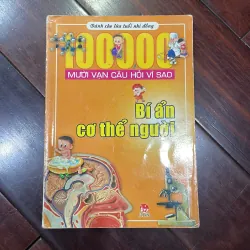 Dành cho lứa tuổi nhi đồng
100000
MƯỜI VẠN CÂU HỎI VÌ SAO
Bí ẩn
cơ thể người